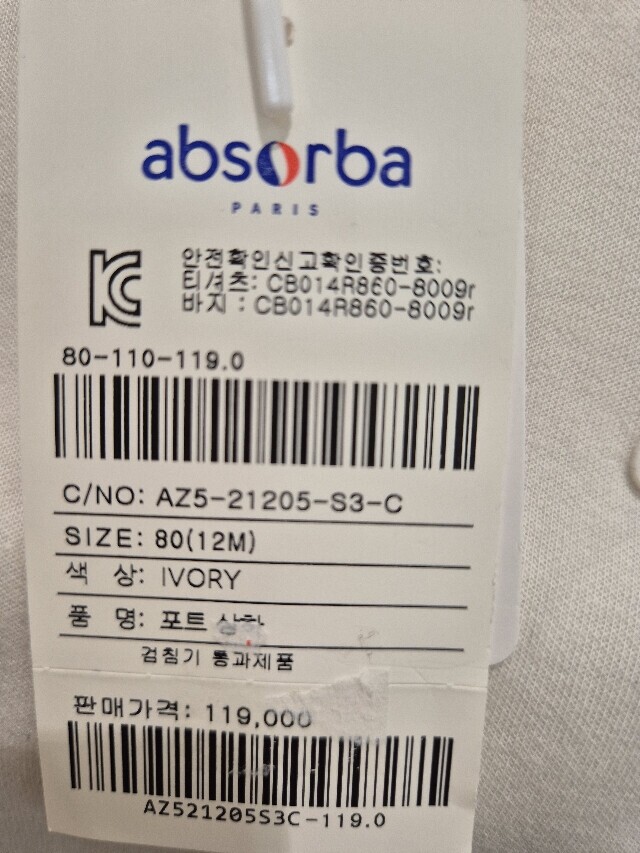 absorba
PARIS
안전확인신고확인증번호:
티셔츠: CB014R860-8009r
바지 : CB014R860-8009r
80-110-119.0
C/NO: AZ5-21205-S3-C
SIZE: 80(12M)
색 상: IVORY
품 명: 포트
검침기 통과제품
판매가격: 119,000
AZ521205S3C-119.0